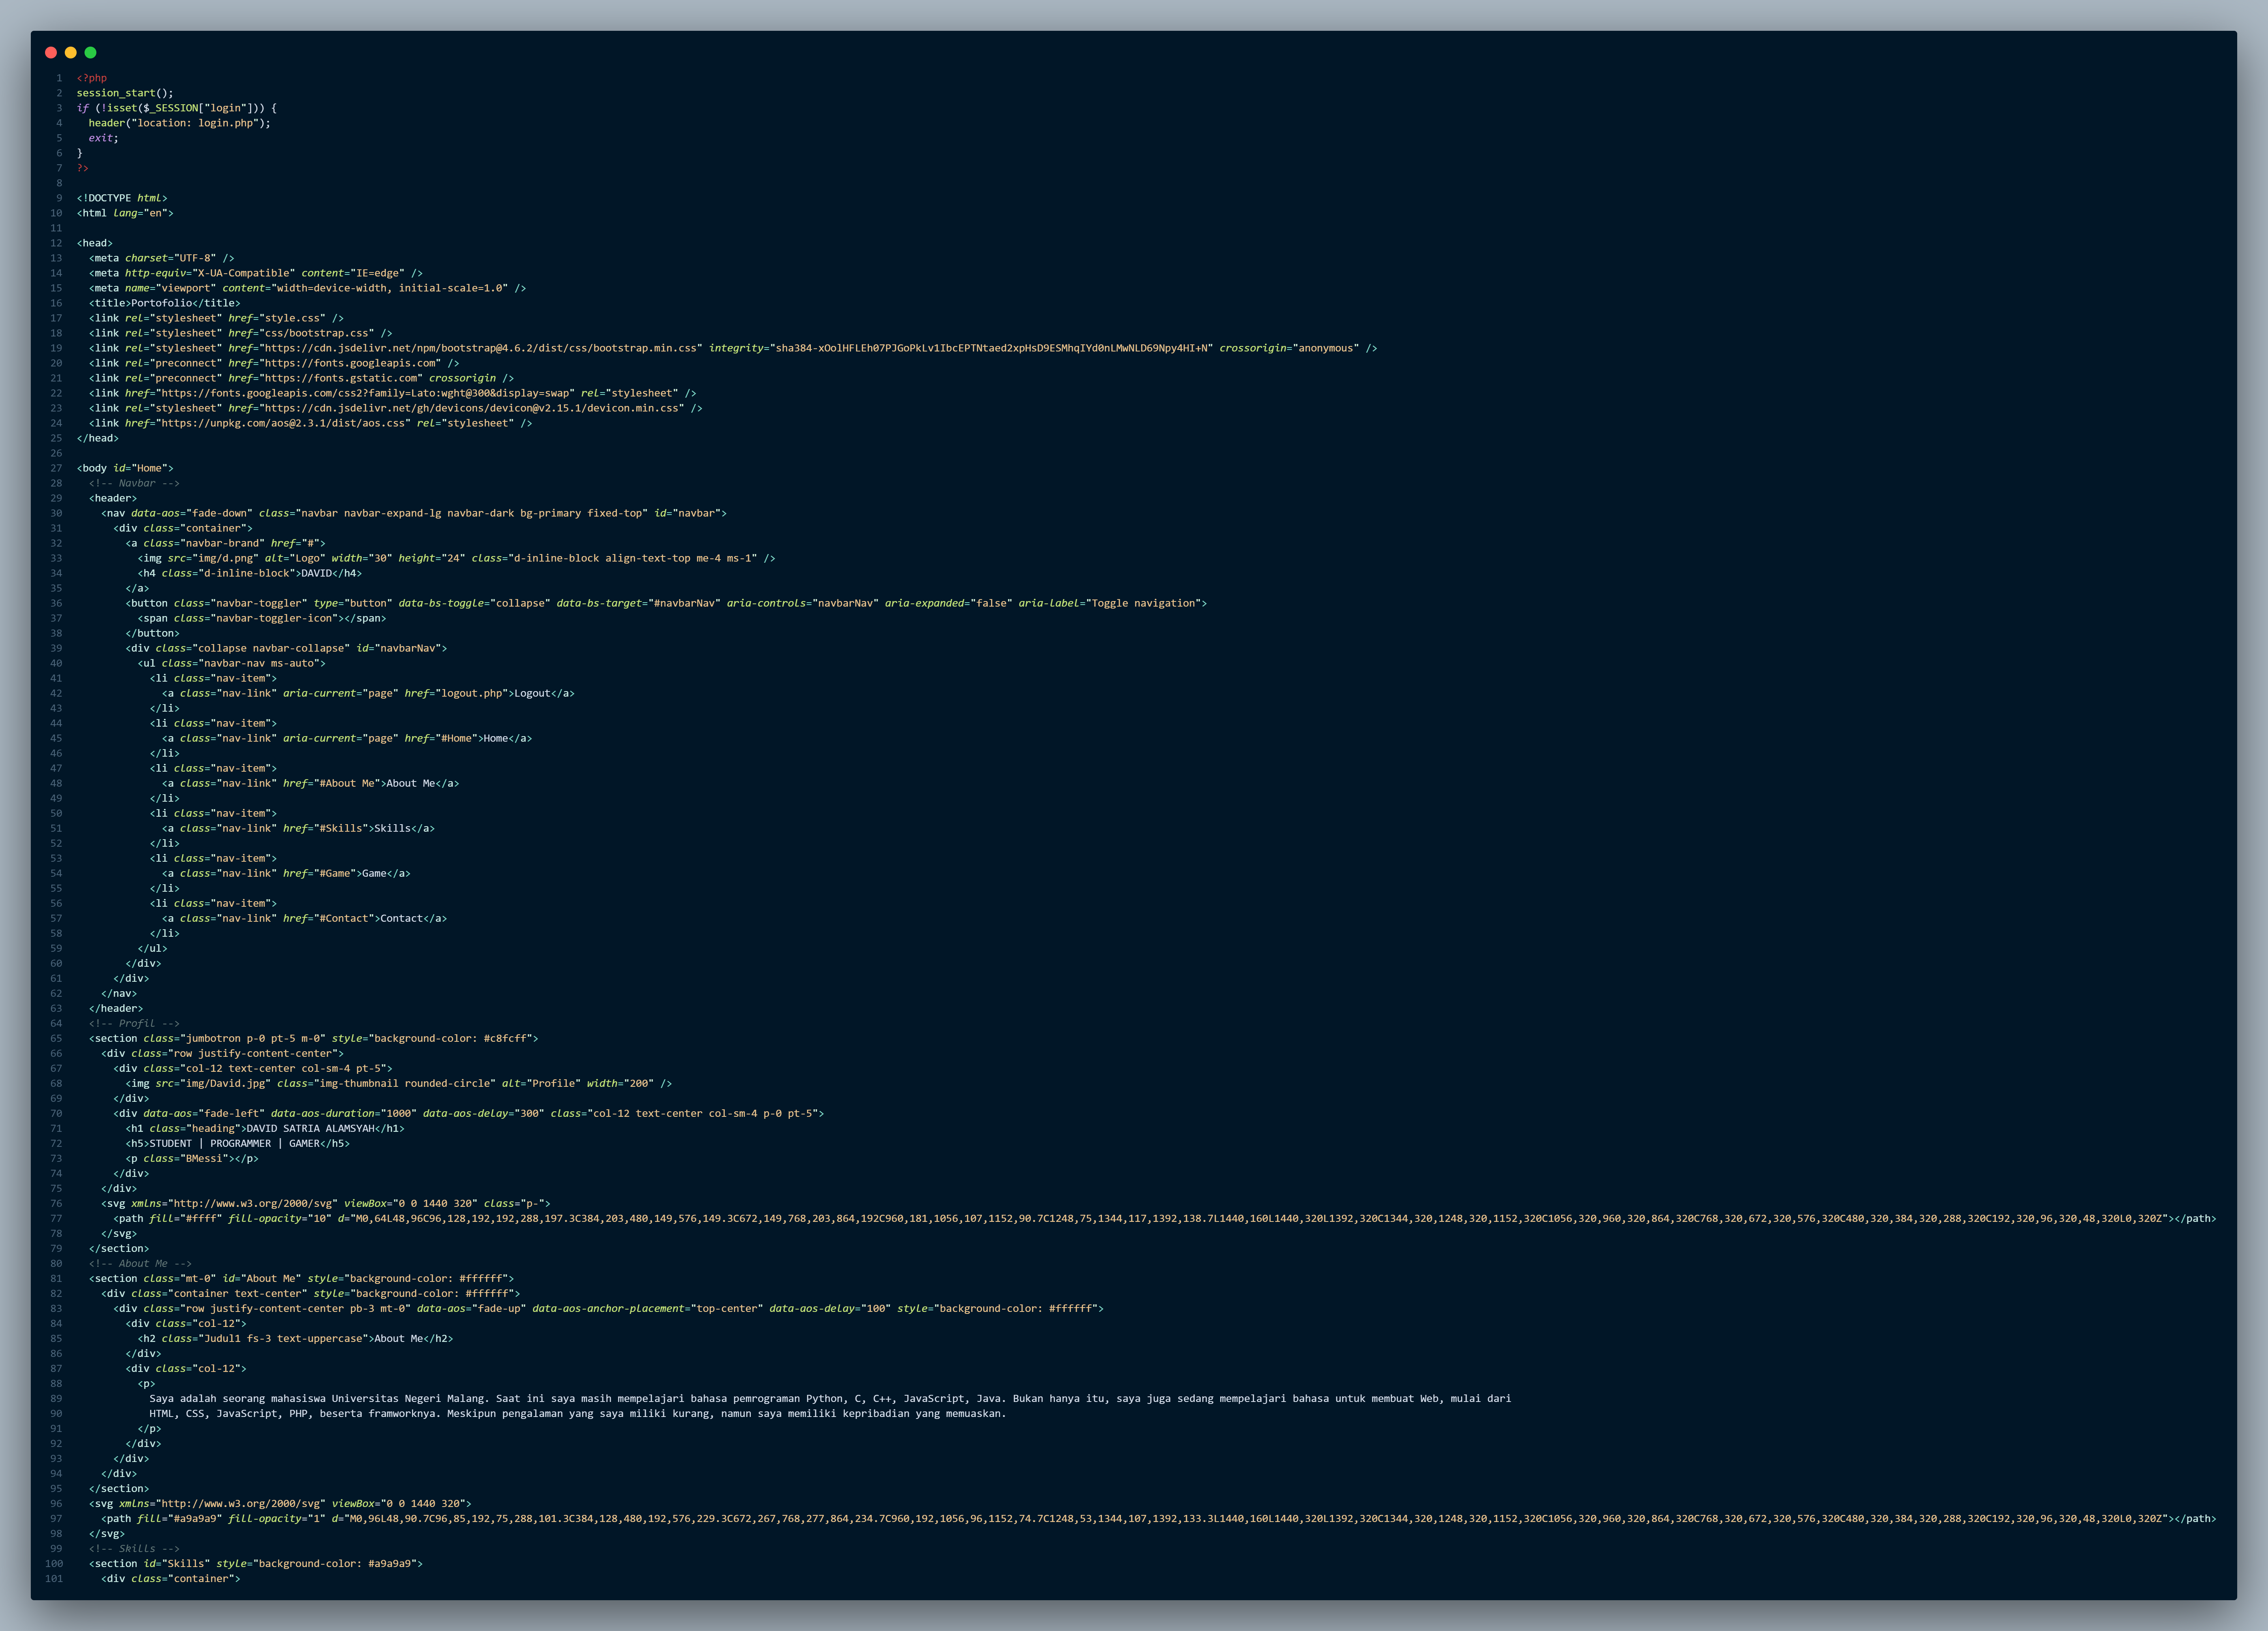 1 <?php
2 session_start();
3 if (!isset($_SESSION["login"])) {
4   header("location: login.php");
5   exit;
6 }
7 ?>
8
9 <!DOCTYPE html>
10 <html lang="en">
11
12 <head>
13   <meta charset="UTF-8" />
14   <meta http-equiv="X-UA-Compatible" content="IE=edge" />
15   <meta name="viewport" content="width=device-width, initial-scale=1.0" />
16   <title>Portofolio</title>
17   <link rel="stylesheet" href="style.css" />
18   <link rel="stylesheet" href="css/bootstrap.css" />
19   <link rel="stylesheet" href="https://cdn.jsdelivr.net/npm/bootstrap@4.6.2/dist/css/bootstrap.min.css" integrity="sha384-xOolHFLEh07PJGoPkLv1IbcEPTNtaed2xpHsD9ESMhqIYd0nLMwNLD69Npy4HI+N" crossorigin="anonymous" />
20   <link rel="preconnect" href="https://fonts.googleapis.com" />
21   <link rel="preconnect" href="https://fonts.gstatic.com" crossorigin />
22   <link href="https://fonts.googleapis.com/css2?family=Lato:wght@300&display=swap" rel="stylesheet" />
23   <link rel="stylesheet" href="https://cdn.jsdelivr.net/gh/devicons/devicon@v2.15.1/devicon.min.css" />
24   <link href="https://unpkg.com/aos@2.3.1/dist/aos.css" rel="stylesheet" />
25 </head>
26
27 <body id="Home">
28   <!-- Navbar -->
29   <header>
30     <nav data-aos="fade-down" class="navbar navbar-expand-lg navbar-dark bg-primary fixed-top" id="navbar">
31       <div class="container">
32         <a class="navbar-brand" href="#">
33           <img src="img/d.png" alt="Logo" width="30" height="24" class="d-inline-block align-text-top me-4 ms-1" />
34           <h4 class="d-inline-block">DAVID</h4>
35         </a>
36         <button class="navbar-toggler" type="button" data-bs-toggle="collapse" data-bs-target="#navbarNav" aria-controls="navbarNav" aria-expanded="false" aria-label="Toggle navigation">
37           <span class="navbar-toggler-icon"></span>
38         </button>
39         <div class="collapse navbar-collapse" id="navbarNav">
40           <ul class="navbar-nav ms-auto">
41             <li class="nav-item">
42               <a class="nav-link" aria-current="page" href="logout.php">Logout</a>
43             </li>
44             <li class="nav-item">
45               <a class="nav-link" aria-current="page" href="#Home">Home</a>
46             </li>
47             <li class="nav-item">
48               <a class="nav-link" href="#About Me">About Me</a>
49             </li>
50             <li class="nav-item">
51               <a class="nav-link" href="#Skills">Skills</a>
52             </li>
53             <li class="nav-item">
54               <a class="nav-link" href="#Game">Game</a>
55             </li>
56             <li class="nav-item">
57               <a class="nav-link" href="#Contact">Contact</a>
58             </li>
59           </ul>
60         </div>
61       </div>
62     </nav>
63   </header>
64   <!-- Profil -->
65   <section class="jumbotron p-0 pt-5 m-0" style="background-color: #c8fcff">
66     <div class="row justify-content-center">
67       <div class="col-12 text-center col-sm-4 pt-5">
68         <img src="img/David.jpg" class="img-thumbnail rounded-circle" alt="Profile" width="200" />
69       </div>
70       <div data-aos="fade-left" data-aos-duration="1000" data-aos-delay="300" class="col-12 text-center col-sm-4 p-0 pt-5">
71         <h1 class="heading">DAVID SATRIA ALAMSYAH</h1>
72         <h5>STUDENT | PROGRAMMER | GAMER</h5>
73         <p class="BMessi"></p>
74       </div>
75     </div>
76     <svg xmlns="http://www.w3.org/2000/svg" viewBox="0 0 1440 320" class="p-">
77       <path fill="#ffff" fill-opacity="10" d="M0,64L48,96C96,128,192,192,288,197.3C384,203,480,149,576,149.3C672,149,768,203,864,192C960,181,1056,107,1152,90.7C1248,75,1344,117,1392,138.7L1440,160L1440,320L1392,320C1344,320,1248,320,1152,320C1056,320,960,320,864,320C768,320,672,320,576,320C480,320,384,320,288,320C192,320,96,320,48,320L0,320Z"></path>
78     </svg>
79   </section>
80   <!-- About Me -->
81   <section class="mt-0" id="About Me" style="background-color: #ffffff">
82     <div class="container text-center" style="background-color: #ffffff">
83       <div class="row justify-content-center pb-3 mt-0" data-aos="fade-up" data-aos-anchor-placement="top-center" data-aos-delay="100" style="background-color: #ffffff">
84         <div class="col-12">
85           <h2 class="Judul1 fs-3 text-uppercase">About Me</h2>
86         </div>
87         <div class="col-12">
88           <p>
89             Saya adalah seorang mahasiswa Universitas Negeri Malang. Saat ini saya masih mempelajari bahasa pemrograman Python, C, C++, JavaScript, Java. Bukan hanya itu, saya juga sedang mempelajari bahasa untuk membuat Web, mulai dari
90             HTML, CSS, JavaScript, PHP, beserta framworknya. Meskipun pengalaman yang saya miliki kurang, namun saya memiliki kepribadian yang memuaskan.
91           </p>
92         </div>
93       </div>
94     </div>
95   </section>
96   <svg xmlns="http://www.w3.org/2000/svg" viewBox="0 0 1440 320">
97     <path fill="#a9a9a9" fill-opacity="1" d="M0,96L48,90.7C96,85,192,75,288,101.3C384,128,480,192,576,229.3C672,267,768,277,864,234.7C960,192,1056,96,1152,74.7C1248,53,1344,107,1392,133.3L1440,160L1440,320L1392,320C1344,320,1248,320,1152,320C1056,320,960,320,864,320C768,320,672,320,576,320C480,320,384,320,288,320C192,320,96,320,48,320L0,320Z"></path>
98   </svg>
99   <!-- Skills -->
100   <section id="Skills" style="background-color: #a9a9a9">
101     <div class="container">